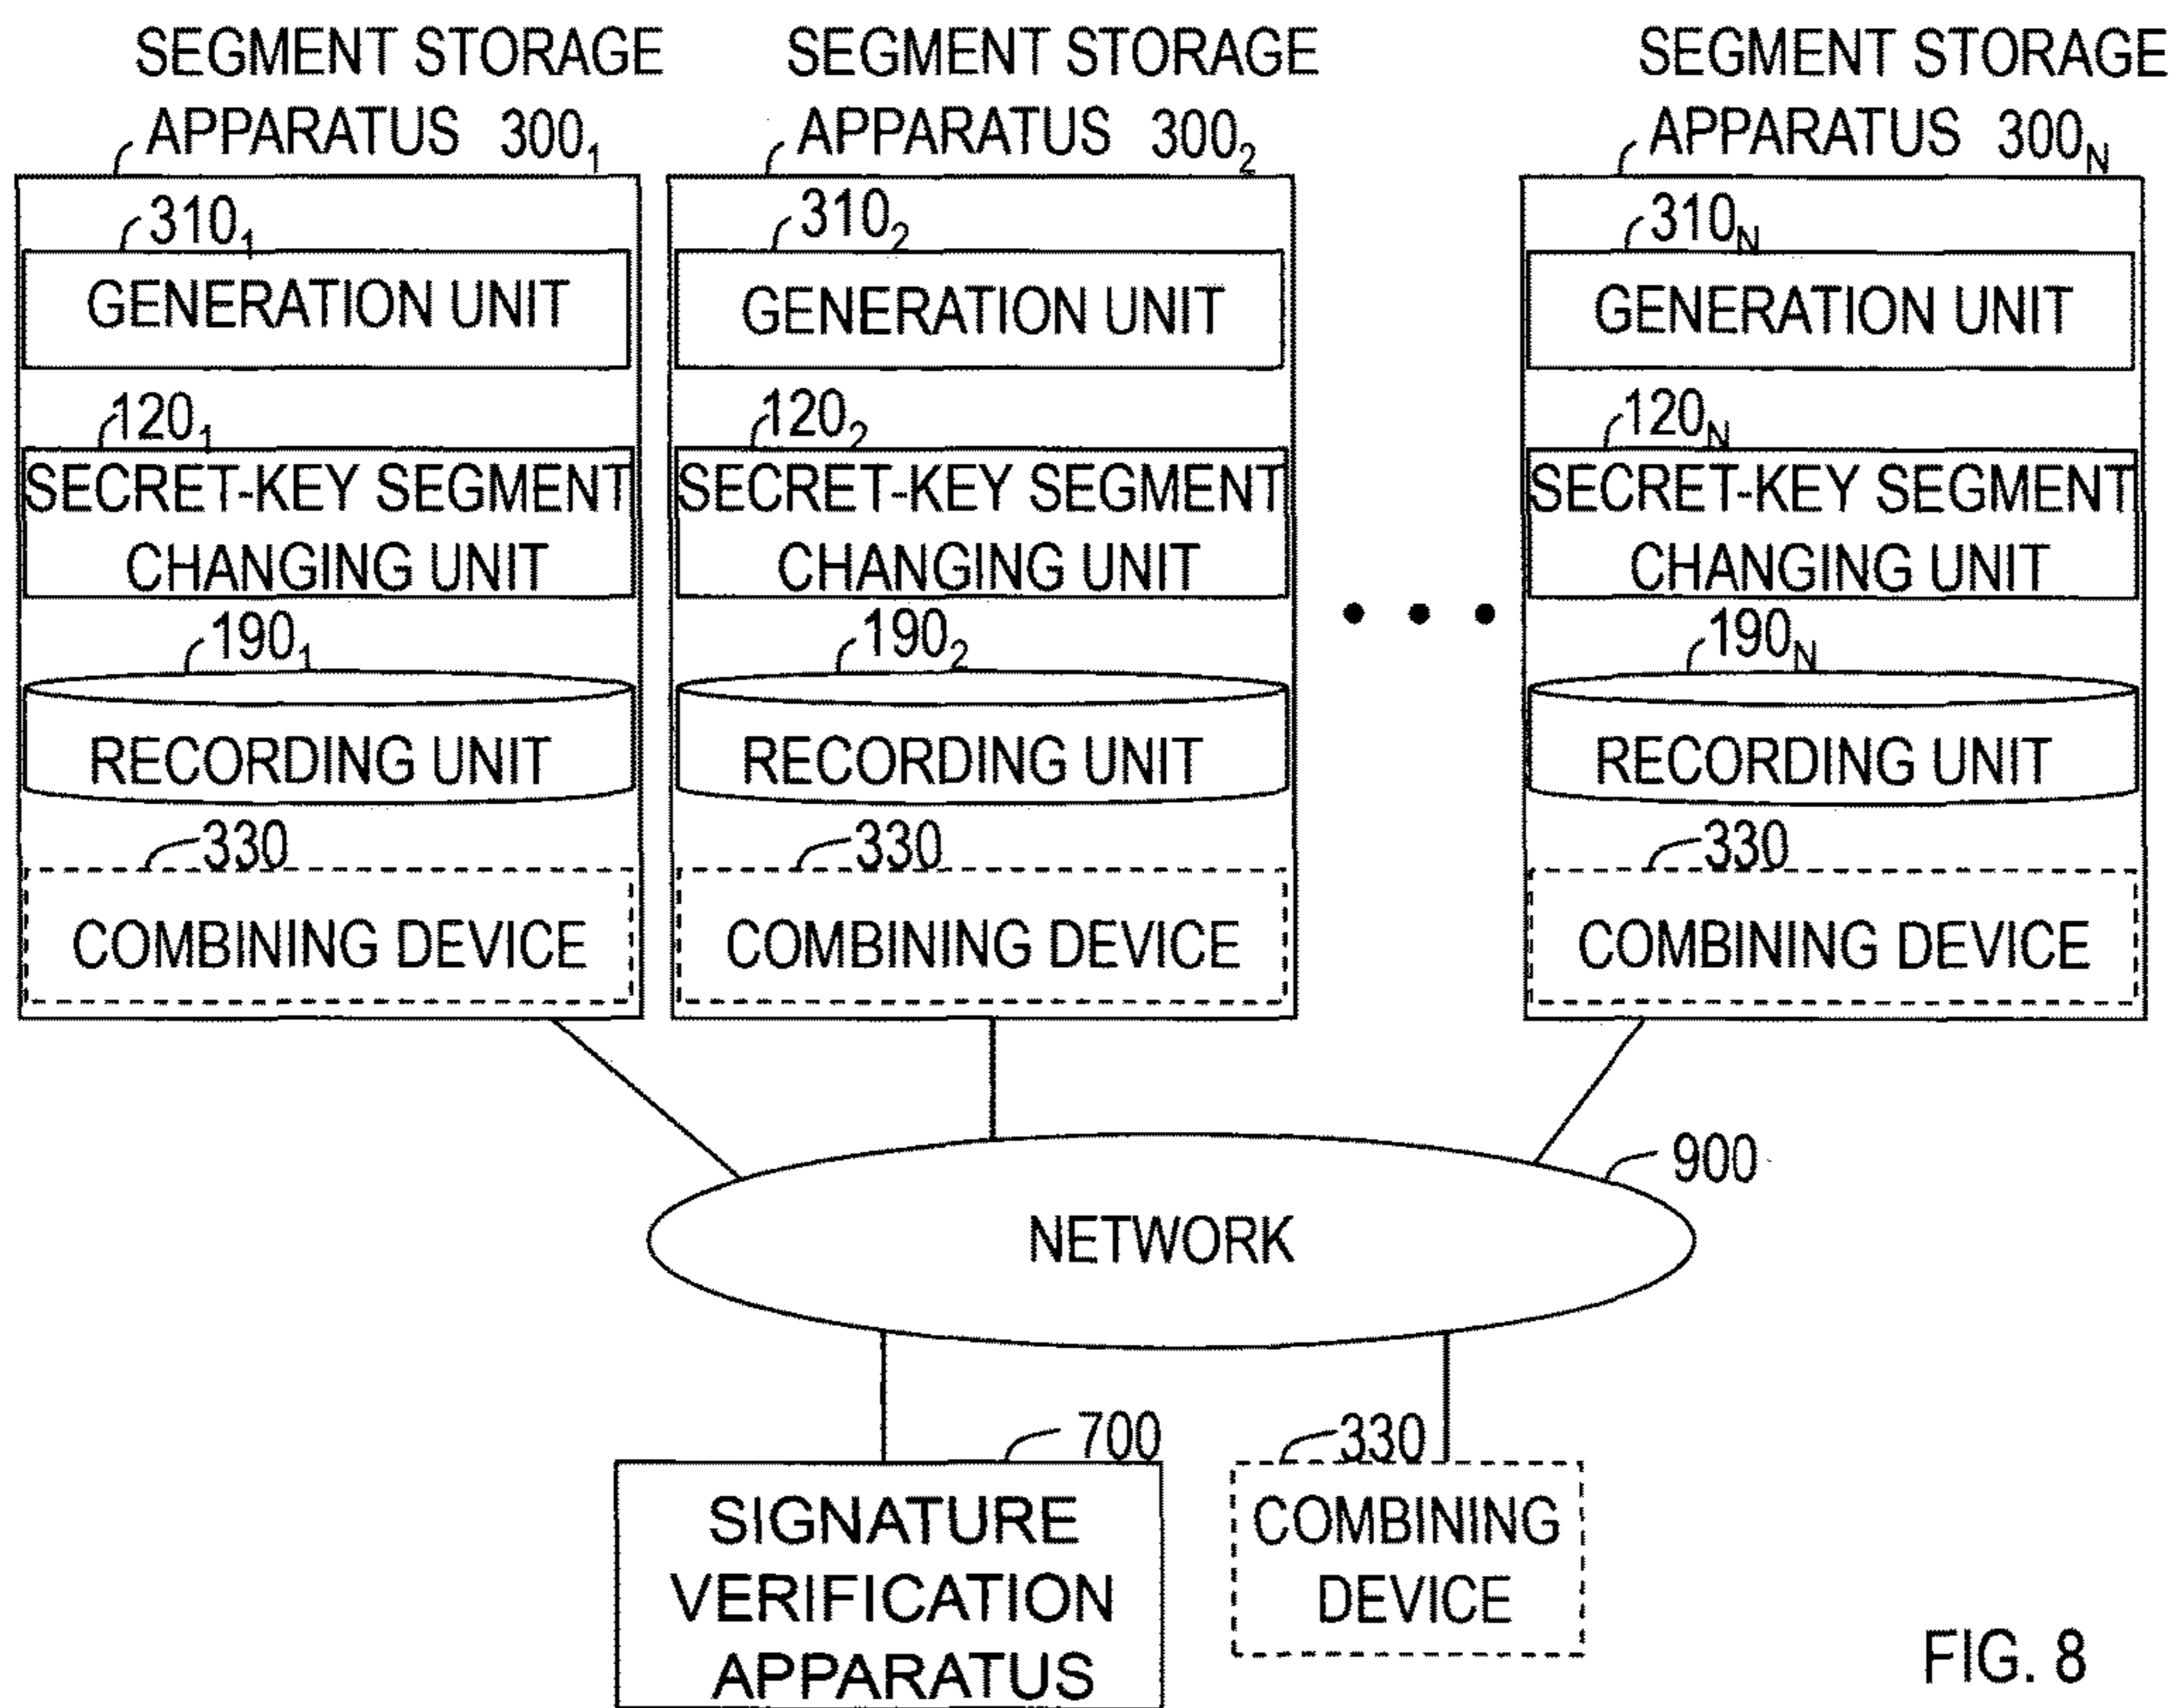 SEGMENT STORAGE
APPARATUS 300₁
310₁
GENERATION UNIT
120₁
SECRET-KEY SEGMENT
CHANGING UNIT
190₁
RECORDING UNIT
330
COMBINING DEVICE
SEGMENT STORAGE
APPARATUS 300₂
310₂
GENERATION UNIT
120₂
SECRET-KEY SEGMENT
CHANGING UNIT
190₂
RECORDING UNIT
330
COMBINING DEVICE
SEGMENT STORAGE
APPARATUS 300N
310N
GENERATION UNIT
120N
SECRET-KEY SEGMENT
CHANGING UNIT
190N
RECORDING UNIT
330
COMBINING DEVICE
900
NETWORK
700
SIGNATURE
VERIFICATION
APPARATUS
330
COMBINING
DEVICE
FIG. 8